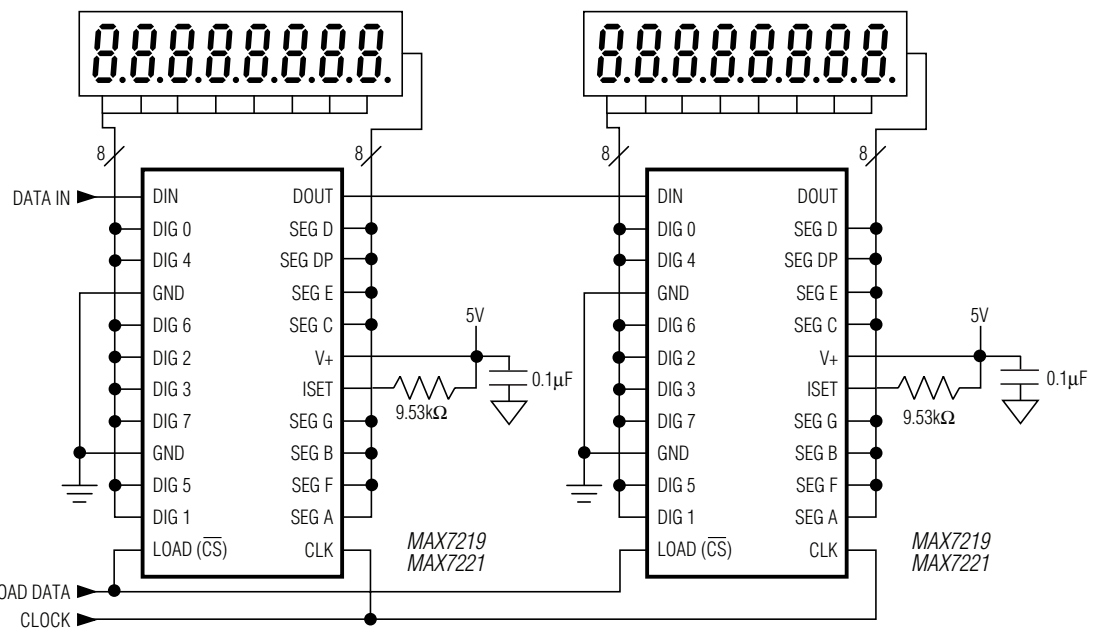 8.8.8.8.8.8.8.8.
8.8.8.8.8.8.8.8.
8
8
8
8
DATA IN
DIN
DOUT
DIG 0
SEG D
DIG 4
SEG DP
GND
SEG E
DIG 6
SEG C
DIG 2
V+
DIG 3
ISET
DIG 7
SEG G
GND
SEG B
DIG 5
SEG F
DIG 1
SEG A
LOAD (C̅S̅)
CLK
5V
0.1μF
9.53kΩ
MAX7219
MAX7221
DIN
DOUT
DIG 0
SEG D
DIG 4
SEG DP
GND
SEG E
DIG 6
SEG C
DIG 2
V+
DIG 3
ISET
DIG 7
SEG G
GND
SEG B
DIG 5
SEG F
DIG 1
SEG A
LOAD (C̅S̅)
CLK
5V
0.1μF
9.53kΩ
MAX7219
MAX7221
OAD DATA
CLOCK